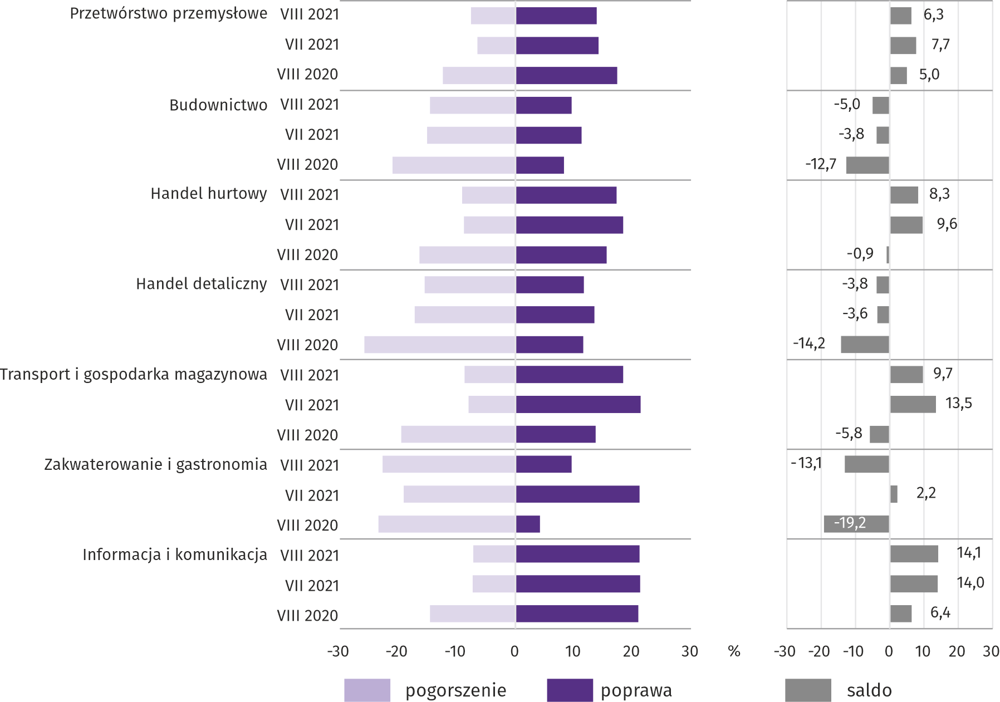 Przetwórstwo przemysłowe VIII 2021 6,3
VII 2021 7,7
VIII 2020 5,0
Budownictwo VIII 2021 -5,0
VII 2021 -3,8
VIII 2020 -12,7
Handel hurtowy VIII 2021 8,3
VII 2021 9,6
VIII 2020 -0,9
Handel detaliczny VIII 2021 -3,8
VII 2021 -3,6
VIII 2020 -14,2
Transport i gospodarka magazynowa VIII 2021 9,7
VII 2021 13,5
VIII 2020 -5,8
Zakwaterowanie i gastronomia VIII 2021 -13,1
VII 2021 2,2
VIII 2020 -19,2
Informacja i komunikacja VIII 2021 14,1
VII 2021 14,0
VIII 2020 6,4
-30 -20 -10 0 10 20 30 % -30 -20 -10 0 10 20 30
pogorszenie poprawa saldo